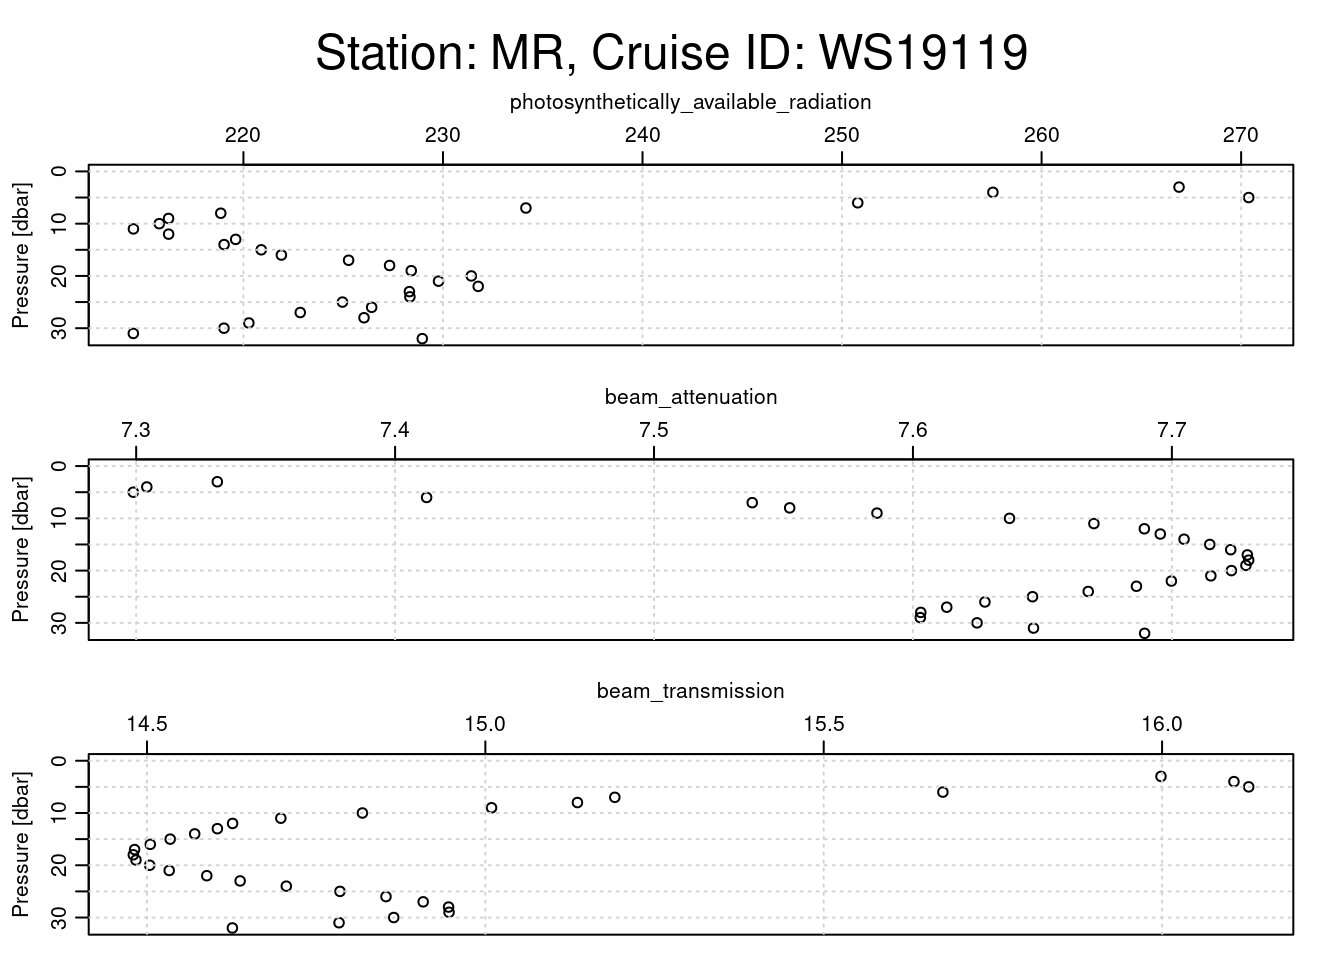 Station: MR, Cruise ID: WS19119
photosynthetically_available_radiation
220 230 240 250 260 270
0
10
20
30
Pressure [dbar]
beam_attenuation
7.3 7.4 7.5 7.6 7.7
0
10
20
30
Pressure [dbar]
beam_transmission
14.5 15.0 15.5 16.0
0
10
20
30
Pressure [dbar]